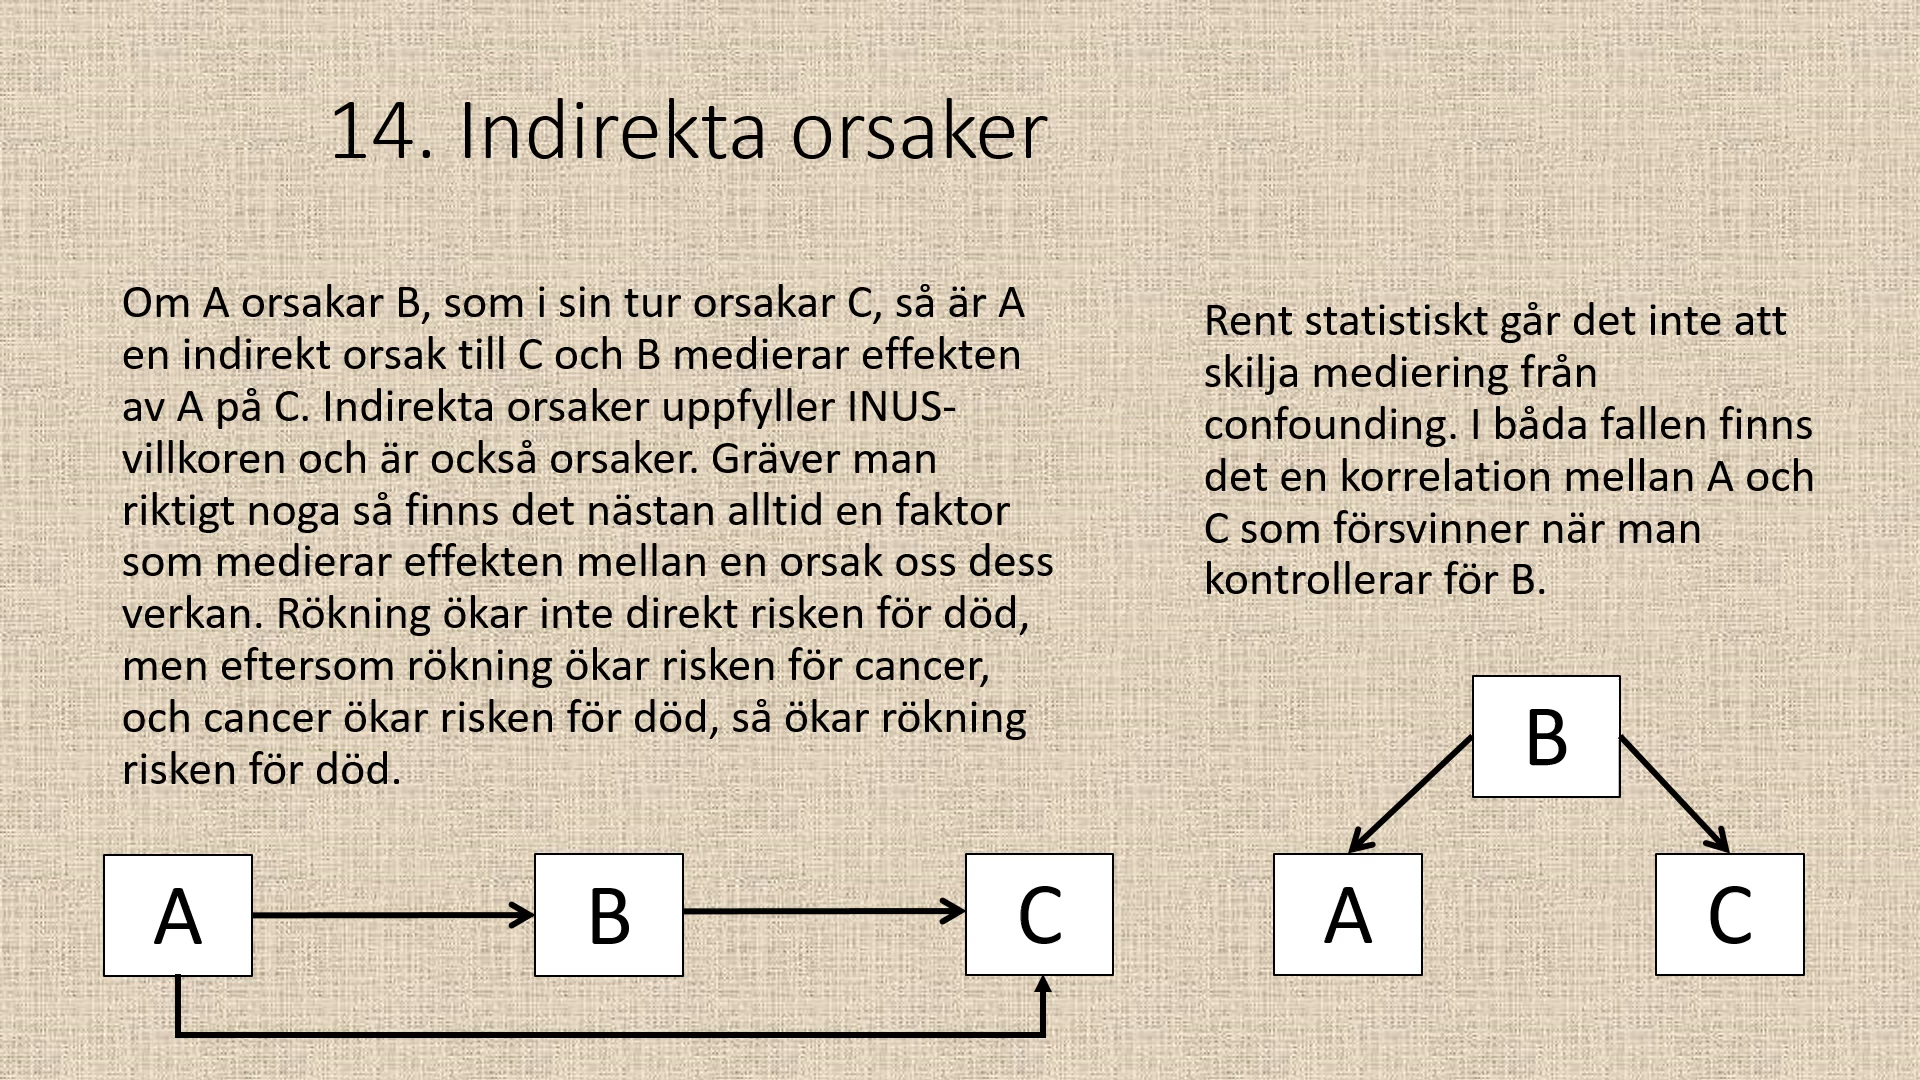 14. Indirekta orsaker
Om A orsakar B, som i sin tur orsakar C, så är A
en indirekt orsak till C och B medierar effekten
av A på C. Indirekta orsaker uppfyller INUS-
villkoren och är också orsaker. Gräver man
riktigt noga så finns det nästan alltid en faktor
som medierar effekten mellan en orsak oss dess
verkan. Rökning ökar inte direkt risken för död,
men eftersom rökning ökar risken för cancer,
och cancer ökar risken för död, så ökar rökning
risken för död.
A
B
C
Rent statistiskt går det inte att
skilja mediering från
confounding. I båda fallen finns
det en korrelation mellan A och
C som försvinner när man
kontrollerar för B.
B
A
C